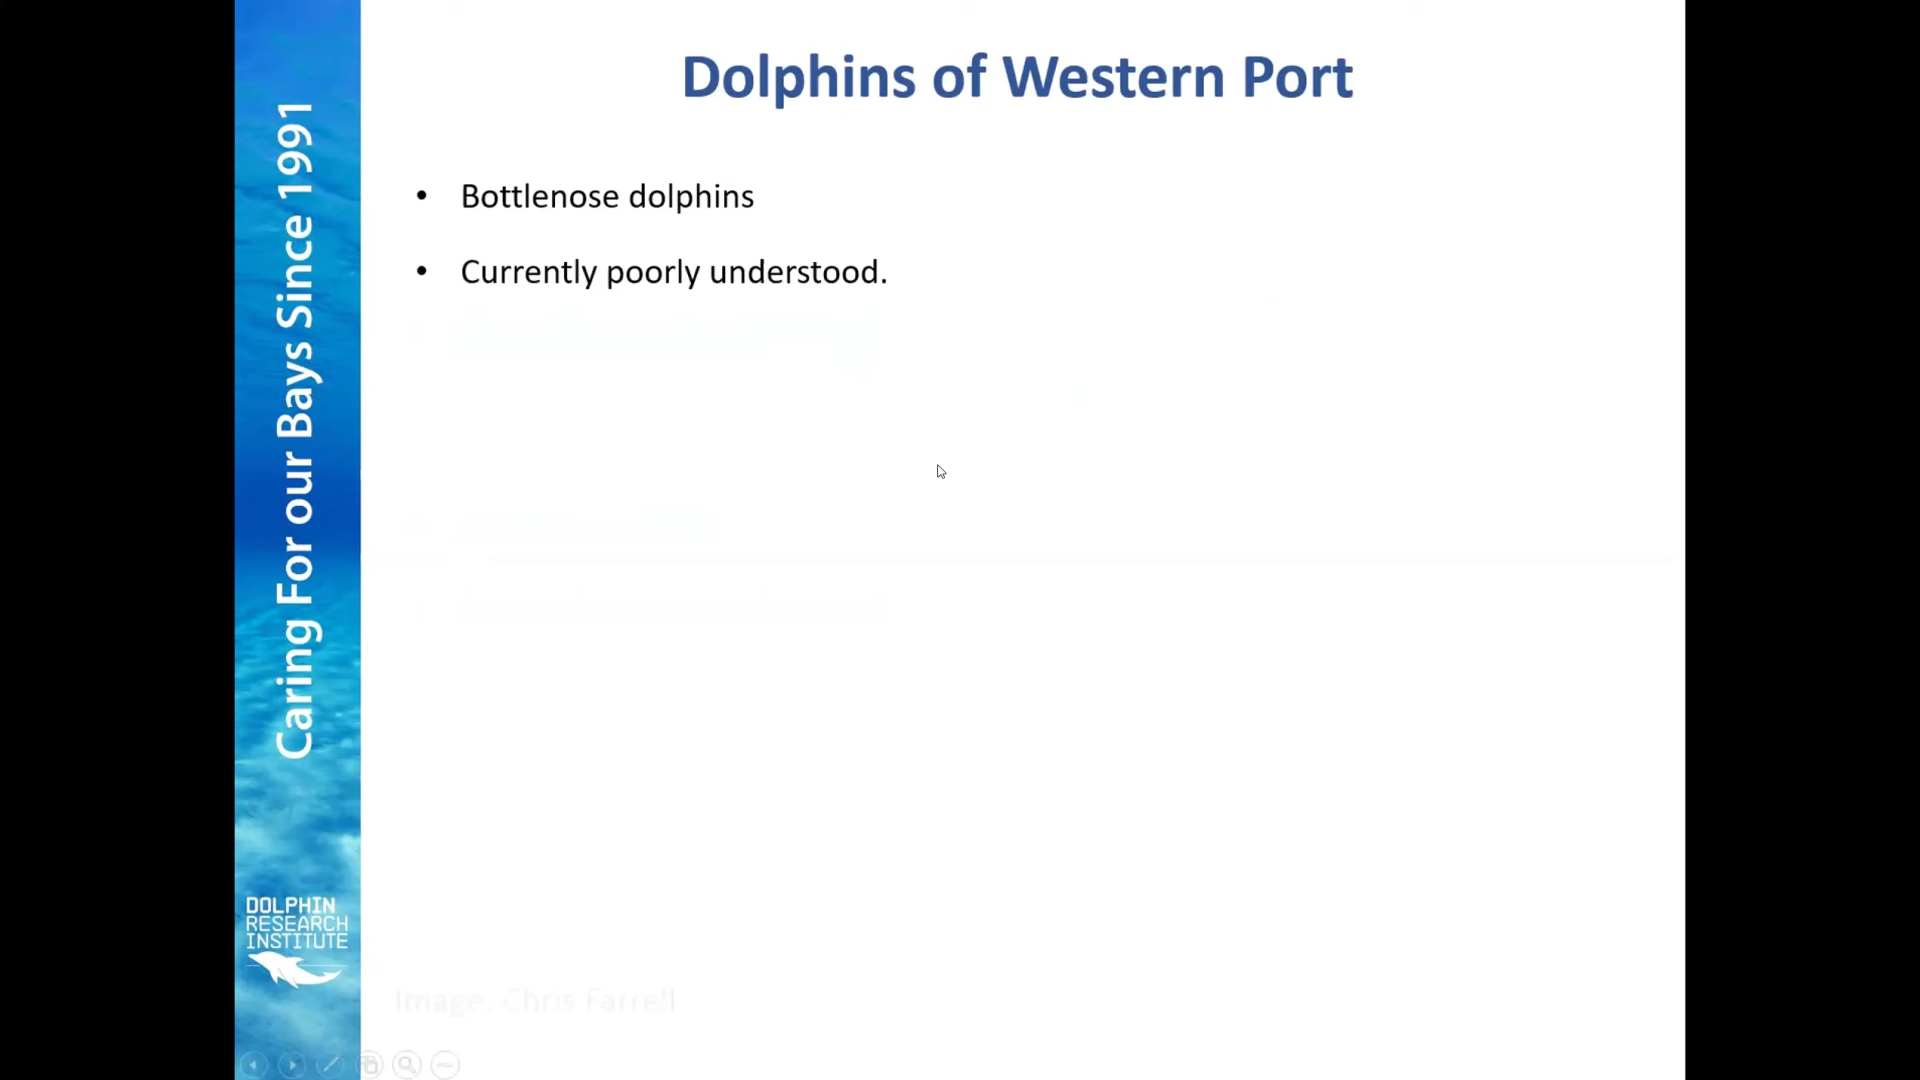 Dolphins of Western Port
• Bottlenose dolphins
• Currently poorly understood.
Caring For our Bays Since 1991
DOLPHIN
RESEARCH
INSTITUTE
Image. Chris Farrell